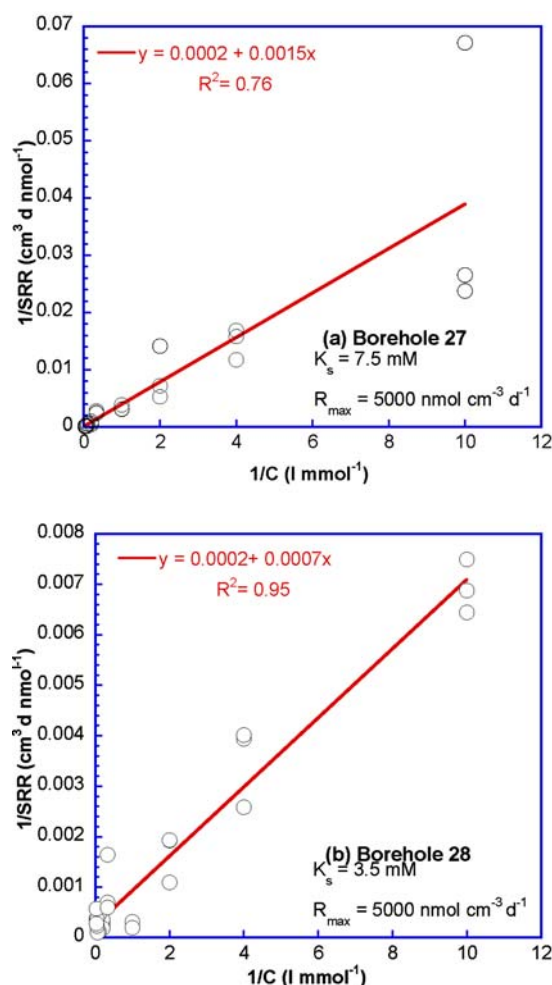 0.07
y = 0.0002 + 0.0015x
R² = 0.76
0.06
0.05
0.04
0.03
0.02
0.01
0
1/SRR (cm³ d nmol⁻¹)
(a) Borehole 27
Kₛ = 7.5 mM
Rₘₐₓ = 5000 nmol cm⁻³ d⁻¹
0 2 4 6 8 10 12
1/C (l mmol⁻¹)
0.008
y = 0.0002+ 0.0007x
R² = 0.95
0.007
0.006
0.005
0.004
0.003
0.002
0.001
0
1/SRR (cm³ d nmol⁻¹)
(b) Borehole 28
Kₛ = 3.5 mM
Rₘₐₓ = 5000 nmol cm⁻³ d⁻¹
0 2 4 6 8 10 12
1/C (l mmol⁻¹)